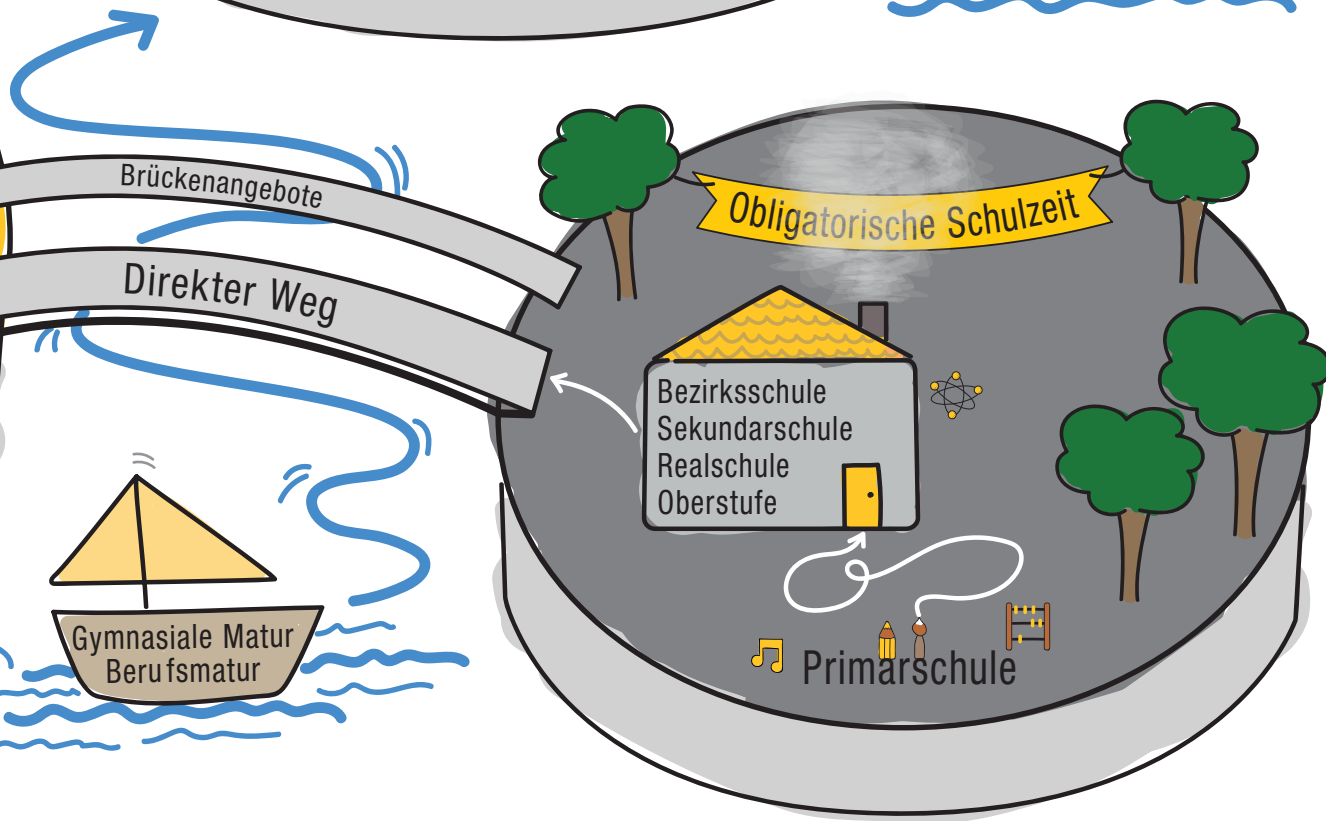 Brückenangebote
Direkter Weg
Obligatorische Schulzeit
Bezirksschule
Sekundarschule
Realschule
Oberstufe
Gymnasiale Matur
Berufsmatur
Primarschule